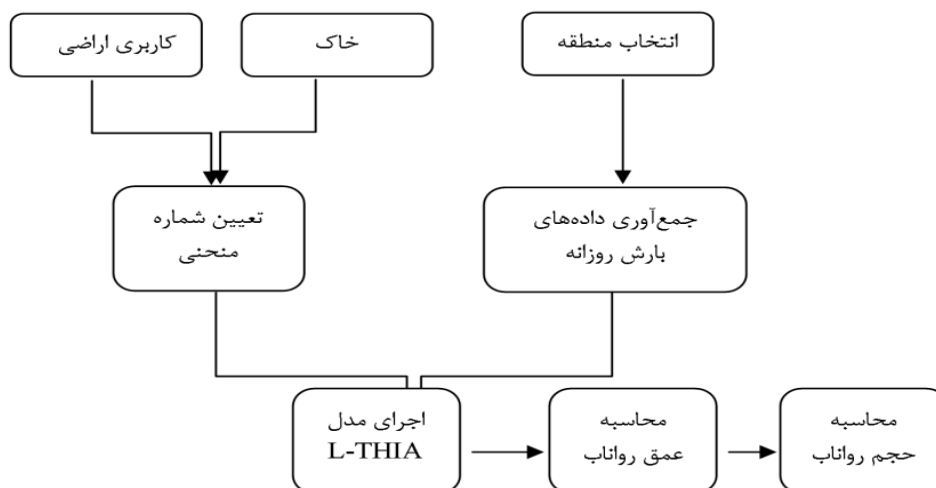 انتخاب منطقه
خاک
کاربری اراضی
جمع‌آوری داده‌های
بارش روزانه
تعیین شماره
منحنی
اجرای مدل
L-THIA
محاسبه
عمق رواناب
محاسبه
حجم رواناب